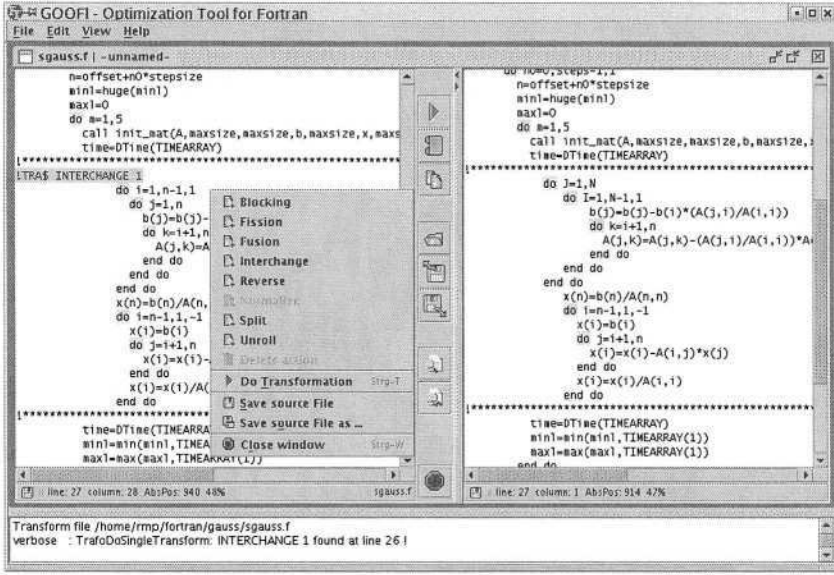 GOOFI - Optimization Tool for Fortran
File Edit View Help
sgauss.f | -unnamed-
n=offset+n0*stepsize
minl=huge(minl)
maxl=0
do m=1,5
call init_mat(A,maxsize,maxsize,b,maxsize,x,maxs
time=DTime(TIMEARRAY)
!TRA$ INTERCHANGE 1
do i=1,n-1,1
do j=1,n
b(j)=b(j)-
do k=i+1,n
A(j,k)=A
end do
end do
end do
x(n)=b(n)/A(n,
do i=n-1,1,-1
x(i)=b(i)
do j=i+1,n
x(i)=x(i)-
end do
x(i)=x(i)/A(
end do
time=DTime(TIMEARRA
minl=min(minl,TIMEA
maxl=max(maxl,TIMEARRAY(1))
line: 27 column: 28 AbsPos: 940 48% sgauss.f
Blocking
Fission
Fusion
Interchange
Reverse
Normalize
Split
Unroll
Delete action
Do Transformation Strg-T
Save source File
Save source File as ...
Close window Strg-W
do n0=0,steps-1,1
n=offset+n0*stepsize
minl=huge(minl)
maxl=0
do m=1,5
call init_mat(A,maxsize,maxsize,b,maxsize,
time=DTime(TIMEARRAY)
do J=1,N
do I=1,N-1,1
b(j)=b(j)-b(i)*(A(j,i)/A(i,i))
do k=i+1,n
A(j,k)=A(j,k)-(A(j,i)/A(i,i))*A
end do
end do
end do
x(n)=b(n)/A(n,n)
do i=n-1,1,-1
x(i)=b(i)
do j=i+1,n
x(i)=x(i)-A(i,j)*x(j)
end do
x(i)=x(i)/A(i,i)
end do
time=DTime(TIMEARRAY)
minl=min(minl,TIMEARRAY(1))
maxl=max(maxl,TIMEARRAY(1))
end do
line: 27 column: 1 AbsPos: 914 47%
Transform file /home/rmp/fortran/gauss/sgauss.f
verbose : TrafoDoSingleTransform: INTERCHANGE 1 found at line 26 !